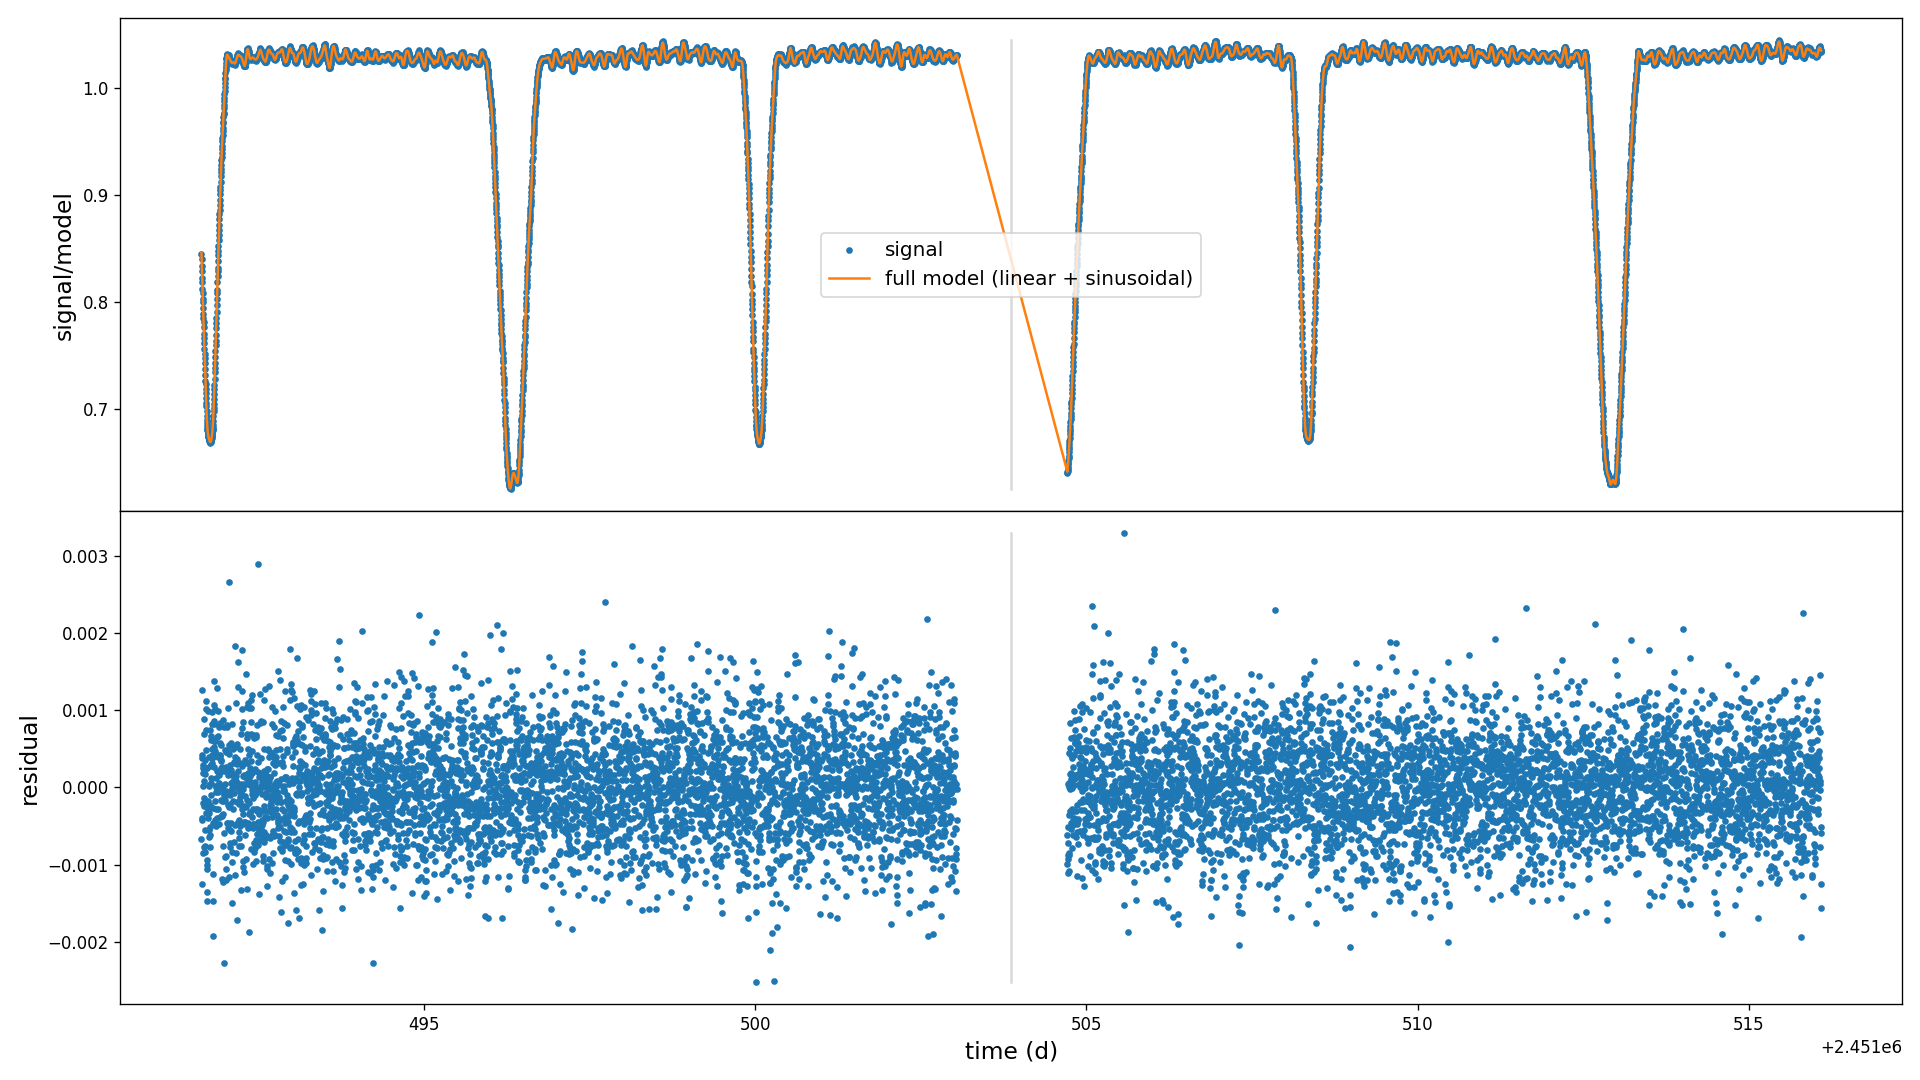 signal/model
1.0
0.9
0.8
0.7
signal
full model (linear + sinusoidal)
residual
0.003
0.002
0.001
0.000
−0.001
−0.002
495
500
505
510
515
time (d)
+2.451e6